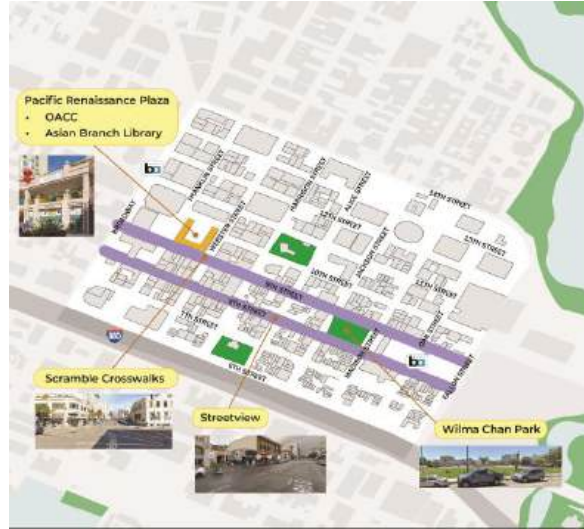 Pacific Renaissance Plaza
• OACC
• Asian Branch Library
FRANKLIN STREET
HARRISON STREET
ALICE STREET
14TH STREET
BROADWAY
WEBSTER STREET
12TH STREET
JACKSON STREET
13TH STREET
10TH STREET
11TH STREET
9TH STREET
8TH STREET
OAK STREET
7TH STREET
MADISON STREET
FALLON STREET
6TH STREET
Scramble Crosswalks
Streetview
Wilma Chan Park